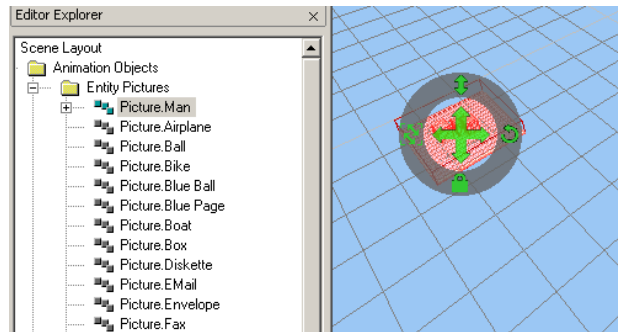 Editor Explorer
Scene Layout
Animation Objects
Entity Pictures
Picture.Man
Picture.Airplane
Picture.Ball
Picture.Bike
Picture.Blue Ball
Picture.Blue Page
Picture.Boat
Picture.Box
Picture.Diskette
Picture.EMail
Picture.Envelope
Picture.Fax